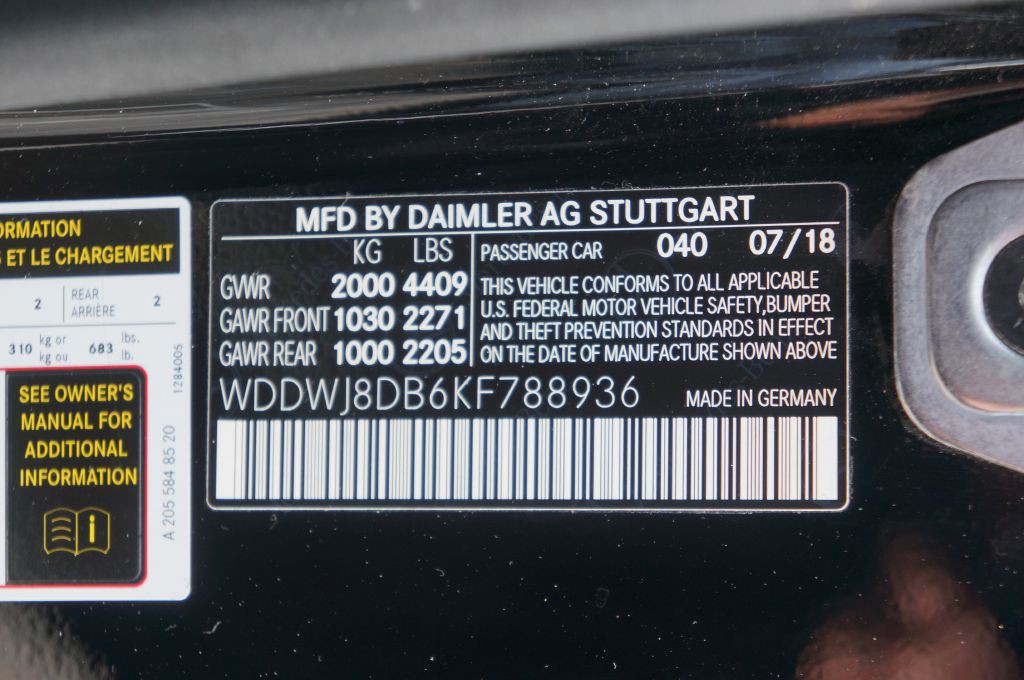 ORMATION
ET LE CHARGEMENT
2 REAR ARRIÈRE 2
310 kg or kg ou 683 lbs. lb.
SEE OWNER'S
MANUAL FOR
ADDITIONAL
INFORMATION
i
1284005
A 205 584 85 20
MFD BY DAIMLER AG STUTTGART
KG LBS
GVWR 2000 4409
GAWR FRONT 1030 2271
GAWR REAR 1000 2205
PASSENGER CAR 040 07/18
THIS VEHICLE CONFORMS TO ALL APPLICABLE
U.S. FEDERAL MOTOR VEHICLE SAFETY,BUMPER
AND THEFT PREVENTION STANDARDS IN EFFECT
ON THE DATE OF MANUFACTURE SHOWN ABOVE
WDDWJ8DB6KF788936 MADE IN GERMANY